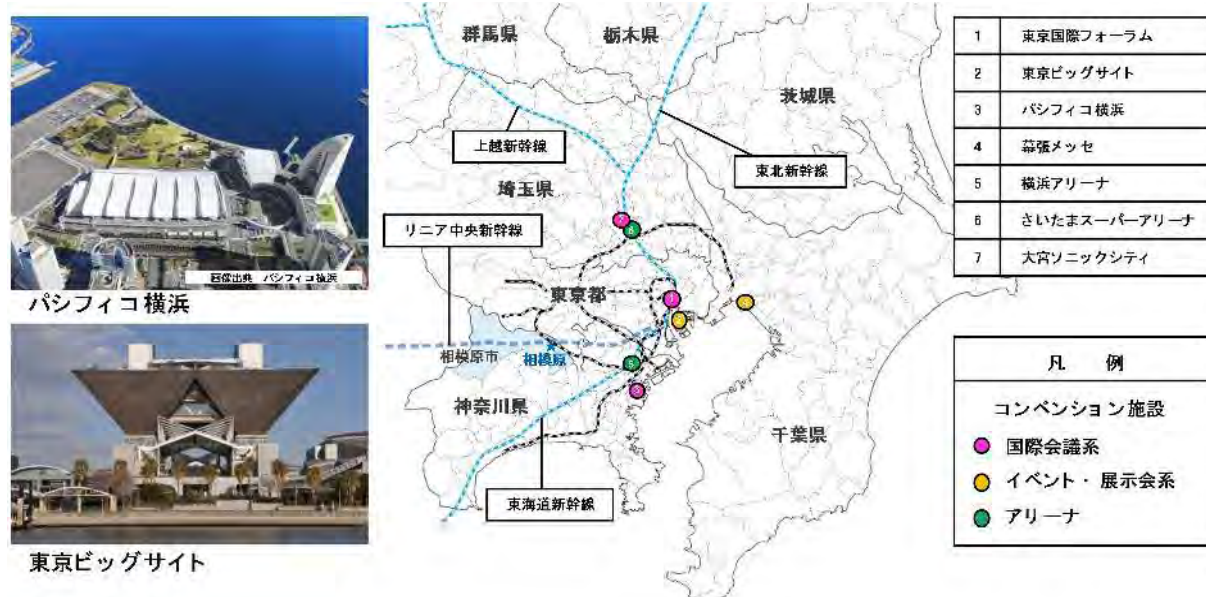 画像出典 パシフィコ横浜
パシフィコ横浜
東京ビッグサイト
群馬県
栃木県
茨城県
上越新幹線
東北新幹線
埼玉県
リニア中央新幹線
東京都
相模原市
相模原
神奈川県
千葉県
東海道新幹線
7
6
1
2
4
5
3
1 東京国際フォーラム
2 東京ビッグサイト
3 パシフィコ横浜
4 幕張メッセ
5 横浜アリーナ
6 さいたまスーパーアリーナ
7 大宮ソニックシティ
凡 例
コンベンション施設
国際会議系
イベント・展示会系
アリーナ